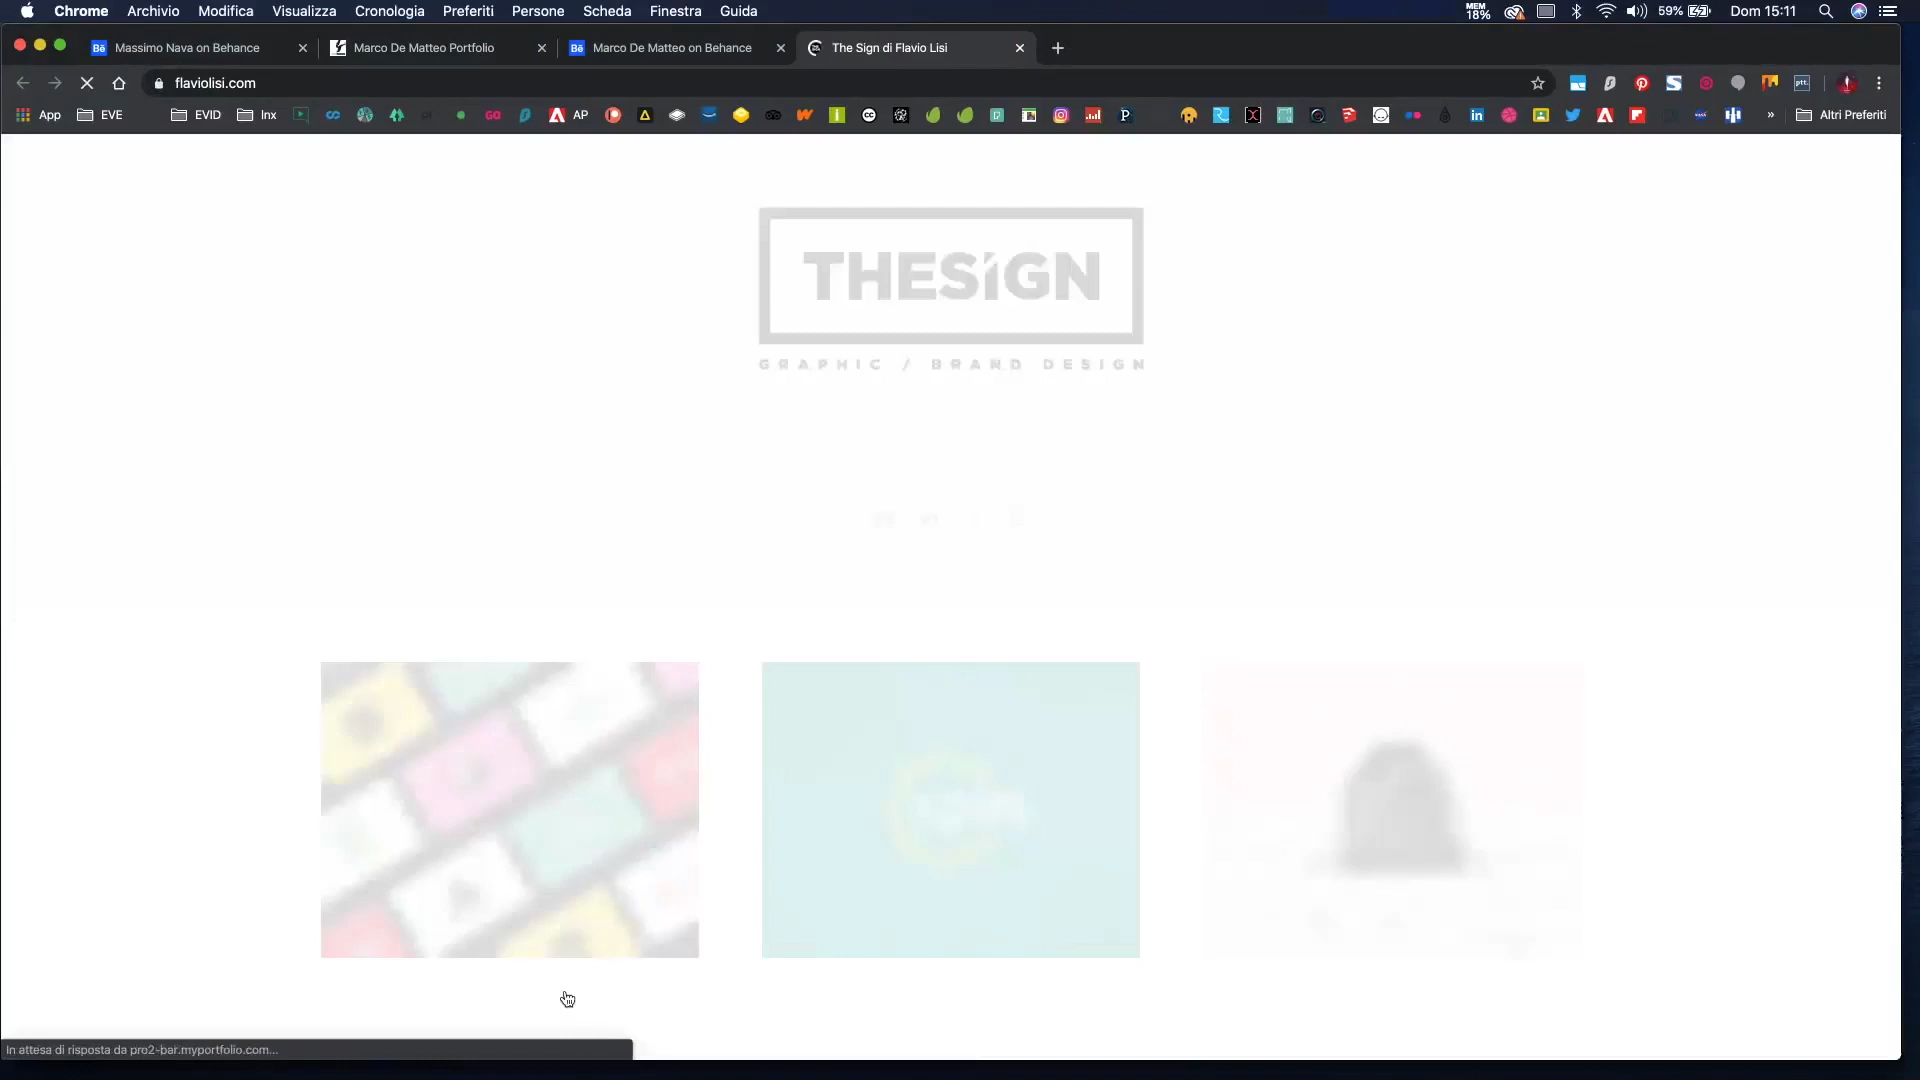 Chrome Archivio Modifica Visualizza Cronologia Preferiti Persone Scheda Finestra Guida MEM 18% 59% Dom 15:11
Massimo Nava on Behance Marco De Matteo Portfolio Marco De Matteo on Behance The Sign di Flavio Lisi
flaviolisi.com
App EVE EVID Inx AP » Altri Preferiti
THESIGN
GRAPHIC / BRAND DESIGN
In attesa di risposta da pro2-bar.myportfolio.com...